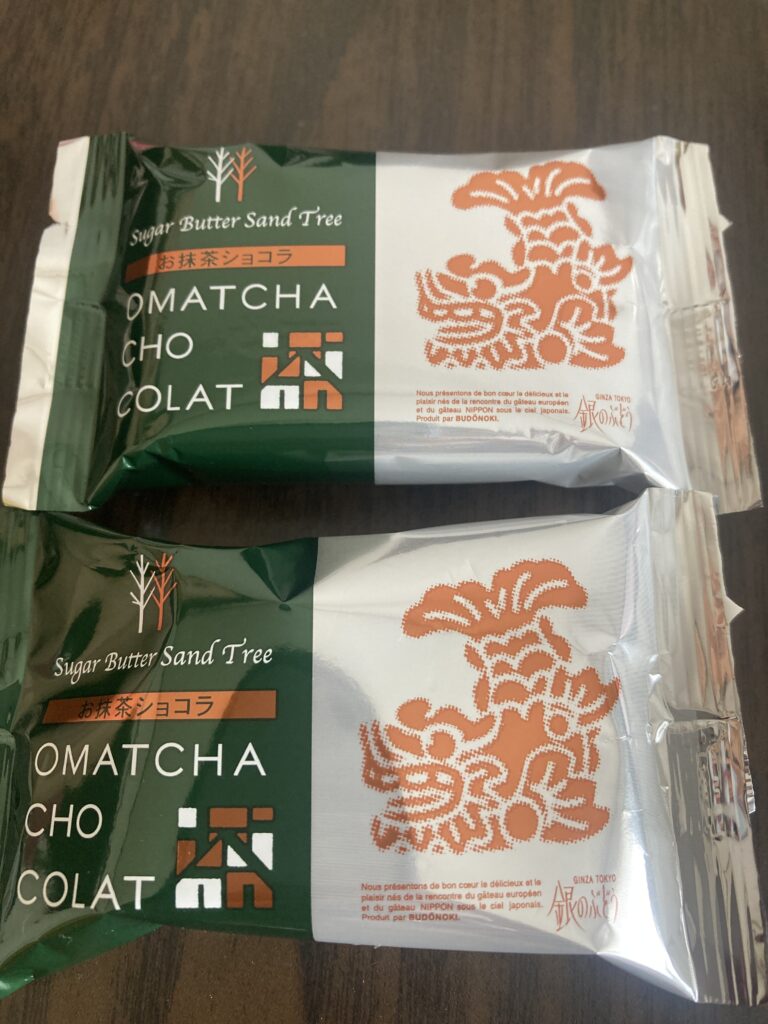 Sugar Butter Sand Tree
お抹茶ショコラ
OMATCHA
CHO
COLAT
Nous présentons de bon cœur le délicieux et le
plaisir nés de la rencontre du gâteau européen
et du gâteau NIPPON sous le ciel japonais.
Produit par BUDŌNOKI.
GINZA TOKYO
銀のぶどう
Sugar Butter Sand Tree
お抹茶ショコラ
OMATCHA
CHO
COLAT
Nous présentons de bon cœur le délicieux et le
plaisir nés de la rencontre du gâteau européen
et du gâteau NIPPON sous le ciel japonais.
Produit par BUDŌNOKI.
GINZA TOKYO
銀のぶどう